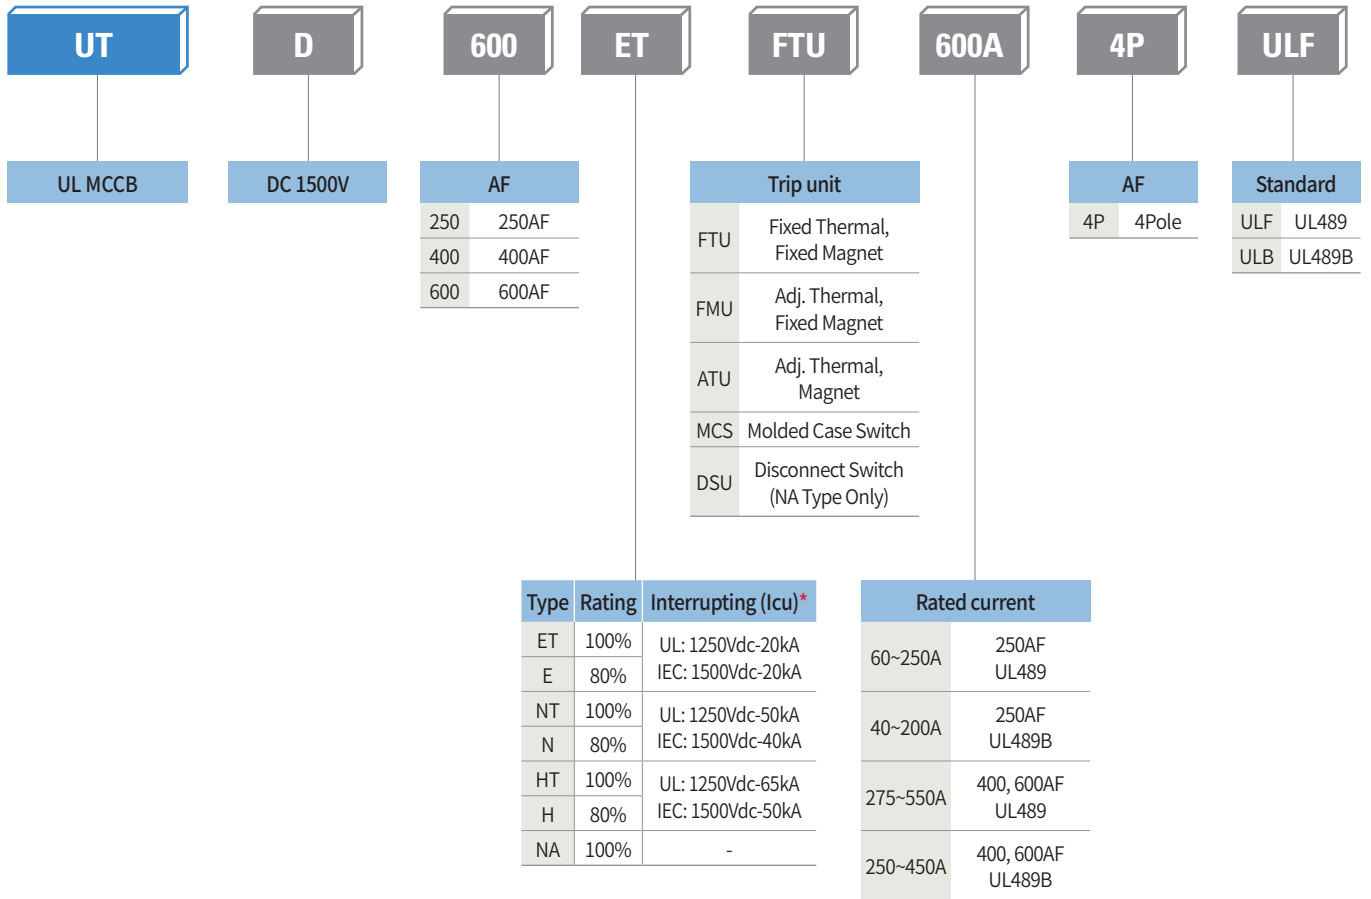 UT D 600 ET FTU 600A 4P ULF
UL MCCB
DC 1500V
AF
250 250AF
400 400AF
600 600AF
Trip unit
FTU Fixed Thermal,
Fixed Magnet
FMU Adj. Thermal,
Fixed Magnet
ATU Adj. Thermal,
Magnet
MCS Molded Case Switch
DSU Disconnect Switch
(NA Type Only)
AF
4P 4Pole
Standard
ULF UL489
ULB UL489B
Type Rating Interrupting (Icu)*
ET 100% UL: 1250Vdc-20kA
E 80% IEC: 1500Vdc-20kA
NT 100% UL: 1250Vdc-50kA
N 80% IEC: 1500Vdc-40kA
HT 100% UL: 1250Vdc-65kA
H 80% IEC: 1500Vdc-50kA
NA 100% -
Rated current
60~250A 250AF
UL489
40~200A 250AF
UL489B
275~550A 400, 600AF
UL489
250~450A 400, 600AF
UL489B